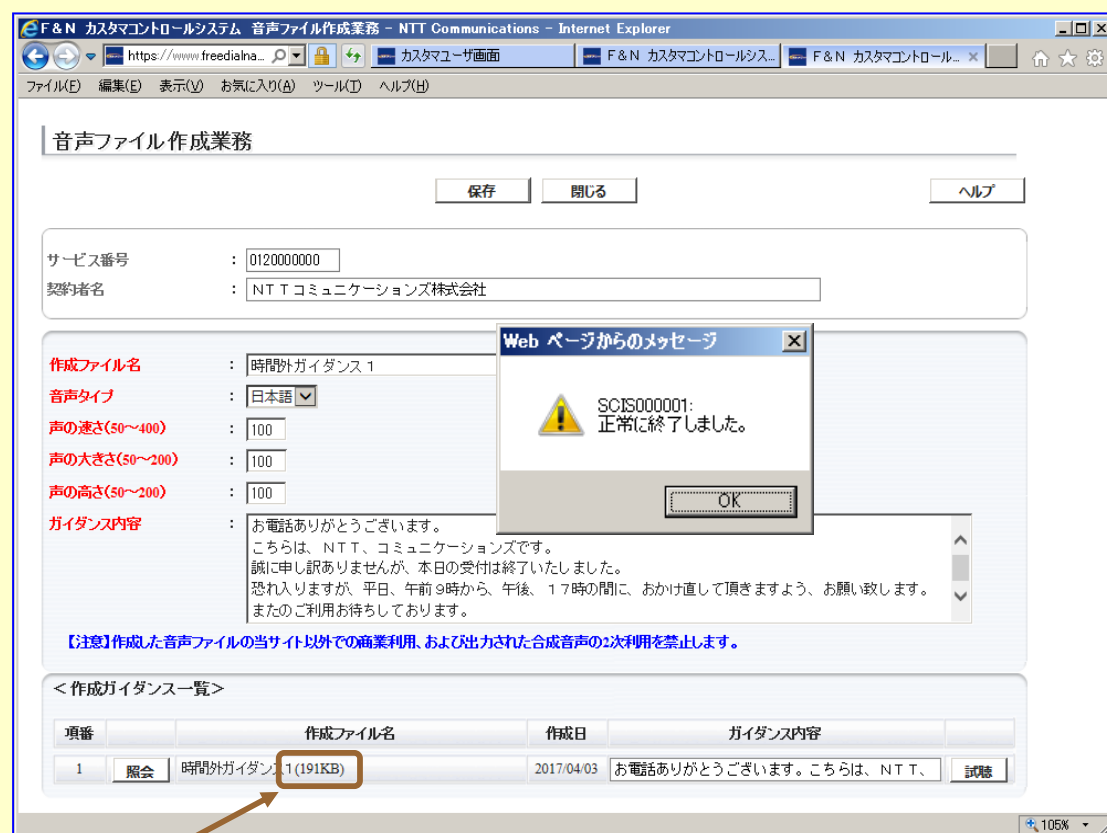 F&N カスタマコントロールシステム 音声ファイル作成業務 - NTT Communications - Internet Explorer
https://www.freedialna... カスタマユーザ画面 F&N カスタマコントロールシス... F&N カスタマコントロール...
ファイル(F) 編集(E) 表示(V) お気に入り(A) ツール(T) ヘルプ(H)
音声ファイル作成業務
保存 閉じる ヘルプ
サービス番号 : 0120000000
契約者名 : NTTコミュニケーションズ株式会社
作成ファイル名 : 時間外ガイダンス1
音声タイプ : 日本語
声の速さ(50~400) : 100
声の大きさ(50~200) : 100
声の高さ(50~200) : 100
Web ページからのメッセージ
SCIS000001:
正常に終了しました。
OK
ガイダンス内容 : お電話ありがとうございます。
こちらは、NTT、コミュニケーションズです。
誠に申し訳ありませんが、本日の受付は終了いたしました。
恐れ入りますが、平日、午前9時から、午後、17時の間に、おかけ直して頂きますよう、お願い致します。
またのご利用お待ちしております。
【注意】作成した音声ファイルの当サイト以外での商業利用、および出力された合成音声の2次利用を禁止します。
<作成ガイダンス一覧>
項番 作成ファイル名 作成日 ガイダンス内容
1 照会 時間外ガイダンス1(191KB) 2017/04/03 お電話ありがとうございます。こちらは、NTT、 試聴
105%